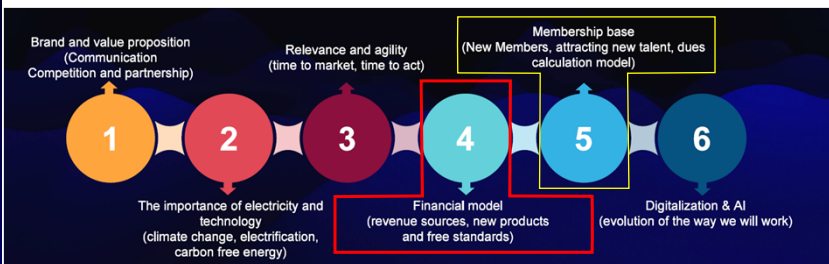 Brand and value proposition
(Communication
Competition and partnership)
1
2
The importance of electricity and
technology
(climate change, electrification,
carbon free energy)
Relevance and agility
(time to market, time to act)
3
4
Financial model
(revenue sources, new products
and free standards)
Membership base
(New Members, attracting new talent, dues
calculation model)
5
6
Digitalization & AI
(evolution of the way we will work)